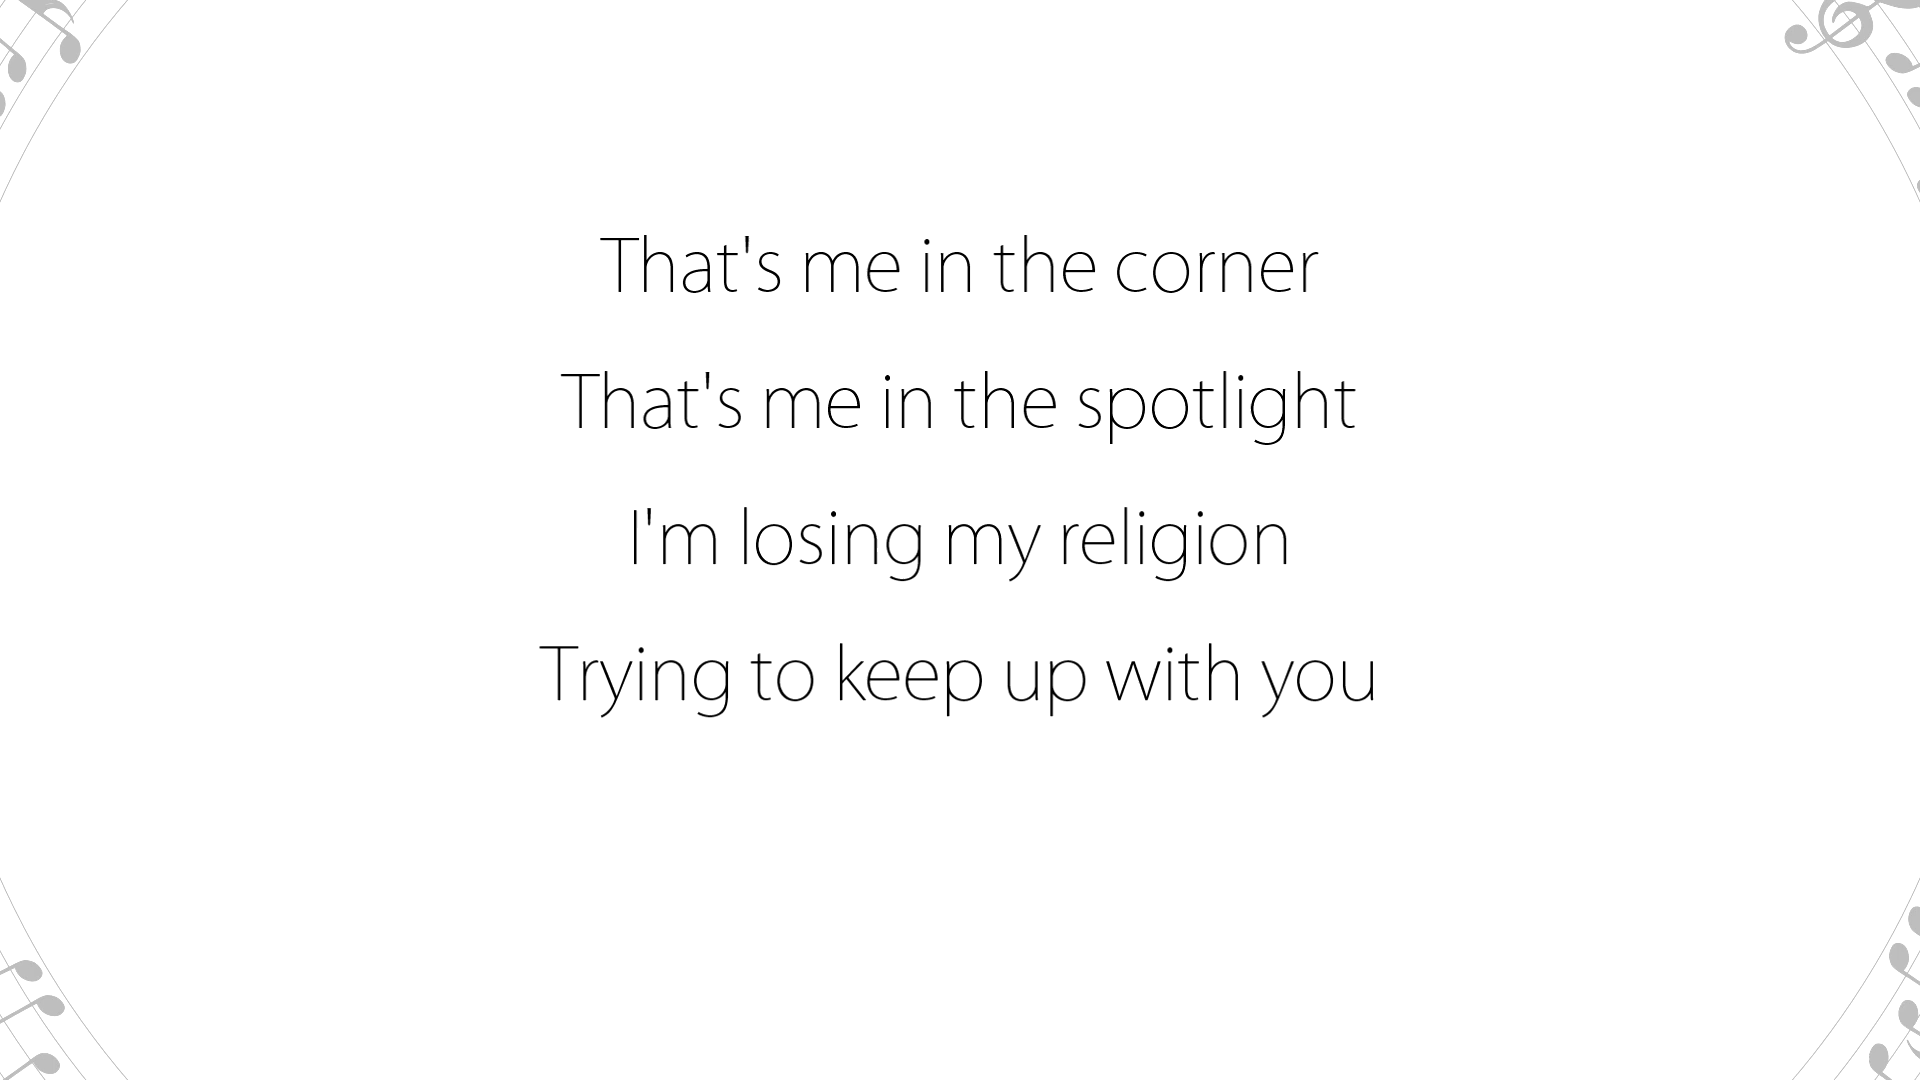 That's me in the corner
That's me in the spotlight
I'm losing my religion
Trying to keep up with you